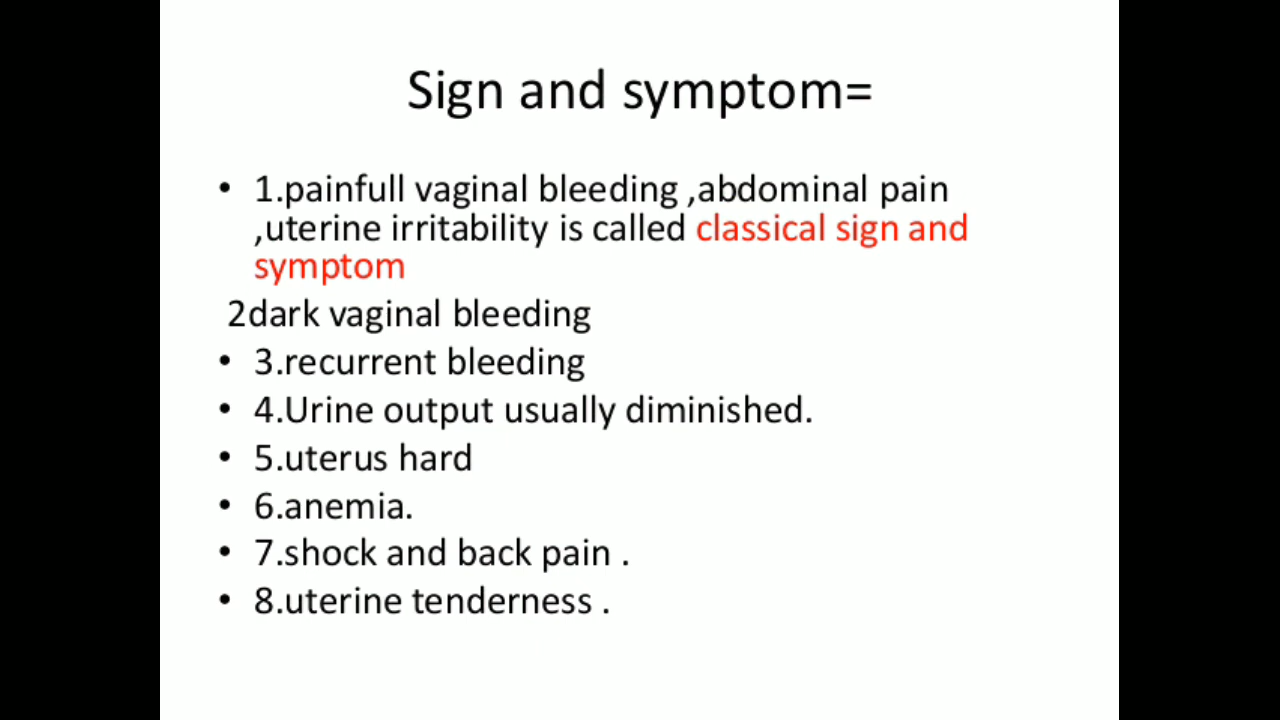 Sign and symptom=
• 1.painfull vaginal bleeding ,abdominal pain
,uterine irritability is called classical sign and
symptom
2dark vaginal bleeding
• 3.recurrent bleeding
• 4.Urine output usually diminished.
• 5.uterus hard
• 6.anemia.
• 7.shock and back pain .
• 8.uterine tenderness .